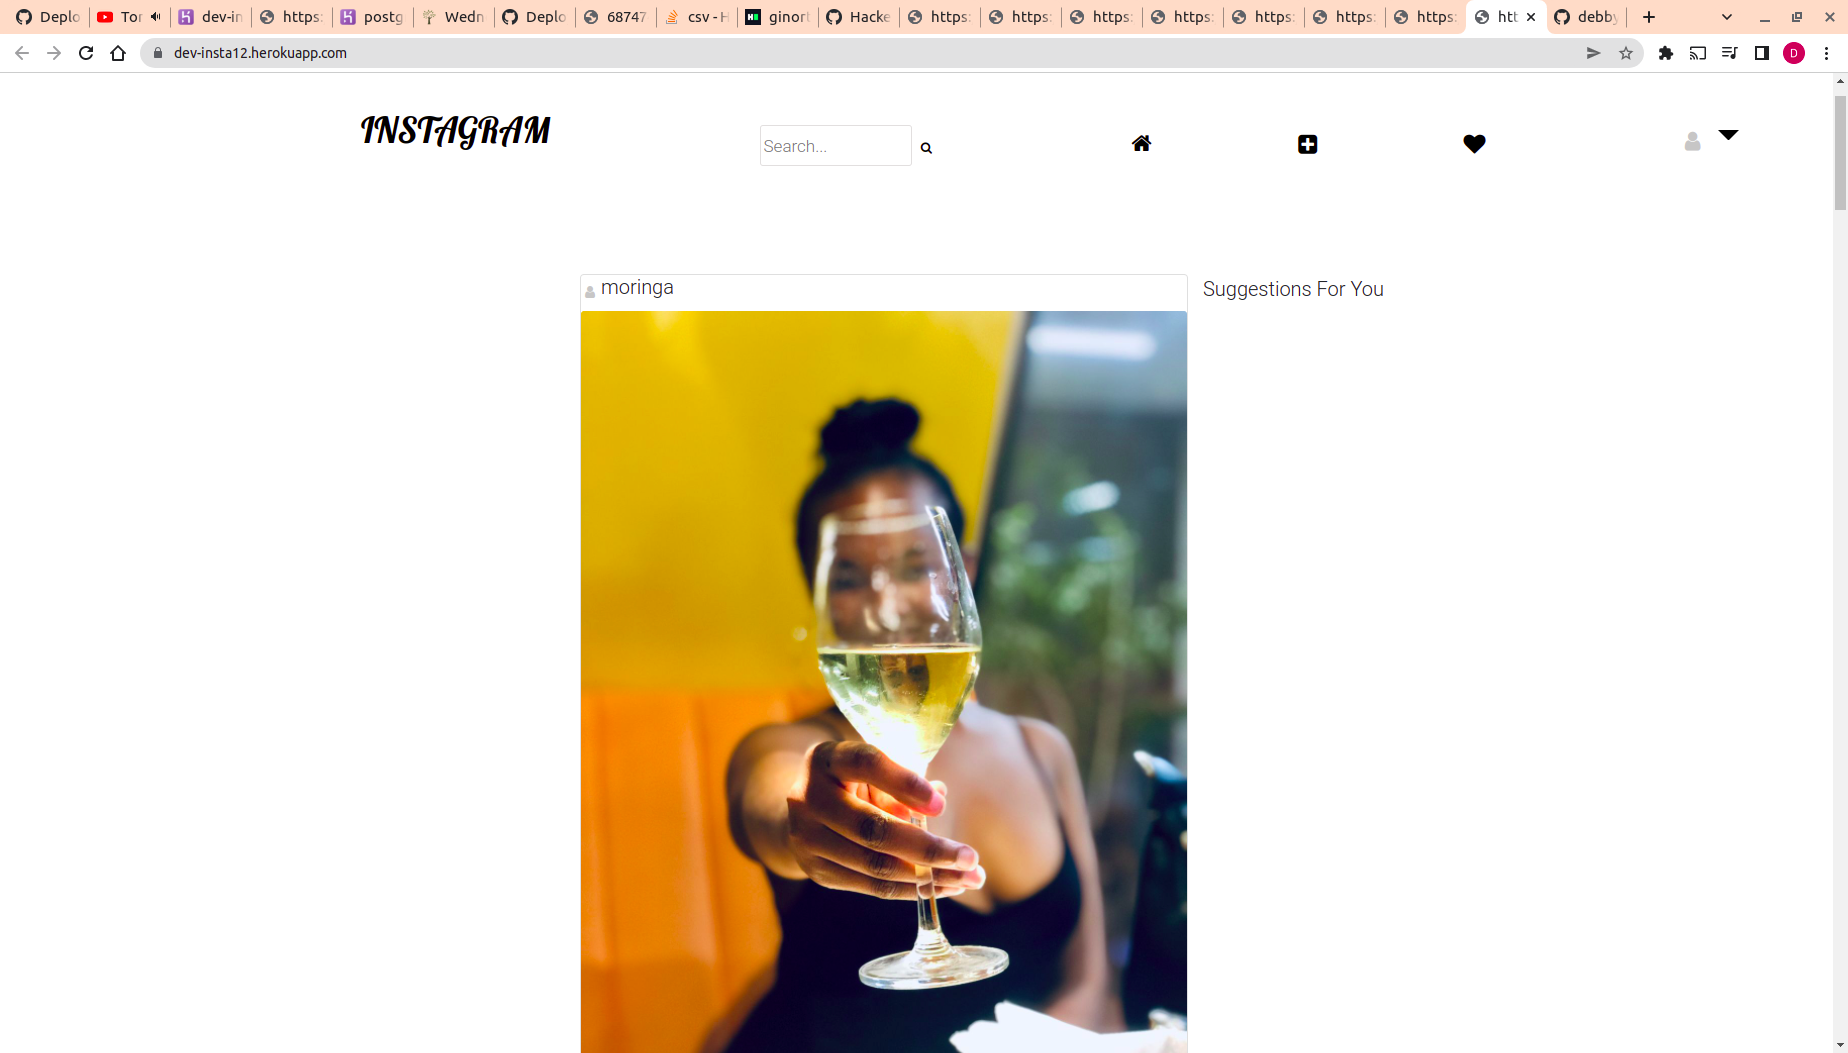 Deplo
Tor
dev-in
https:
postg
Wedn
Deplo
68747
csv - H
ginort
Hacke
https:
https:
https:
https:
https:
https:
https:
htt
debby
dev-insta12.herokuapp.com
D
INSTAGRAM
Search...
moringa
Suggestions For You